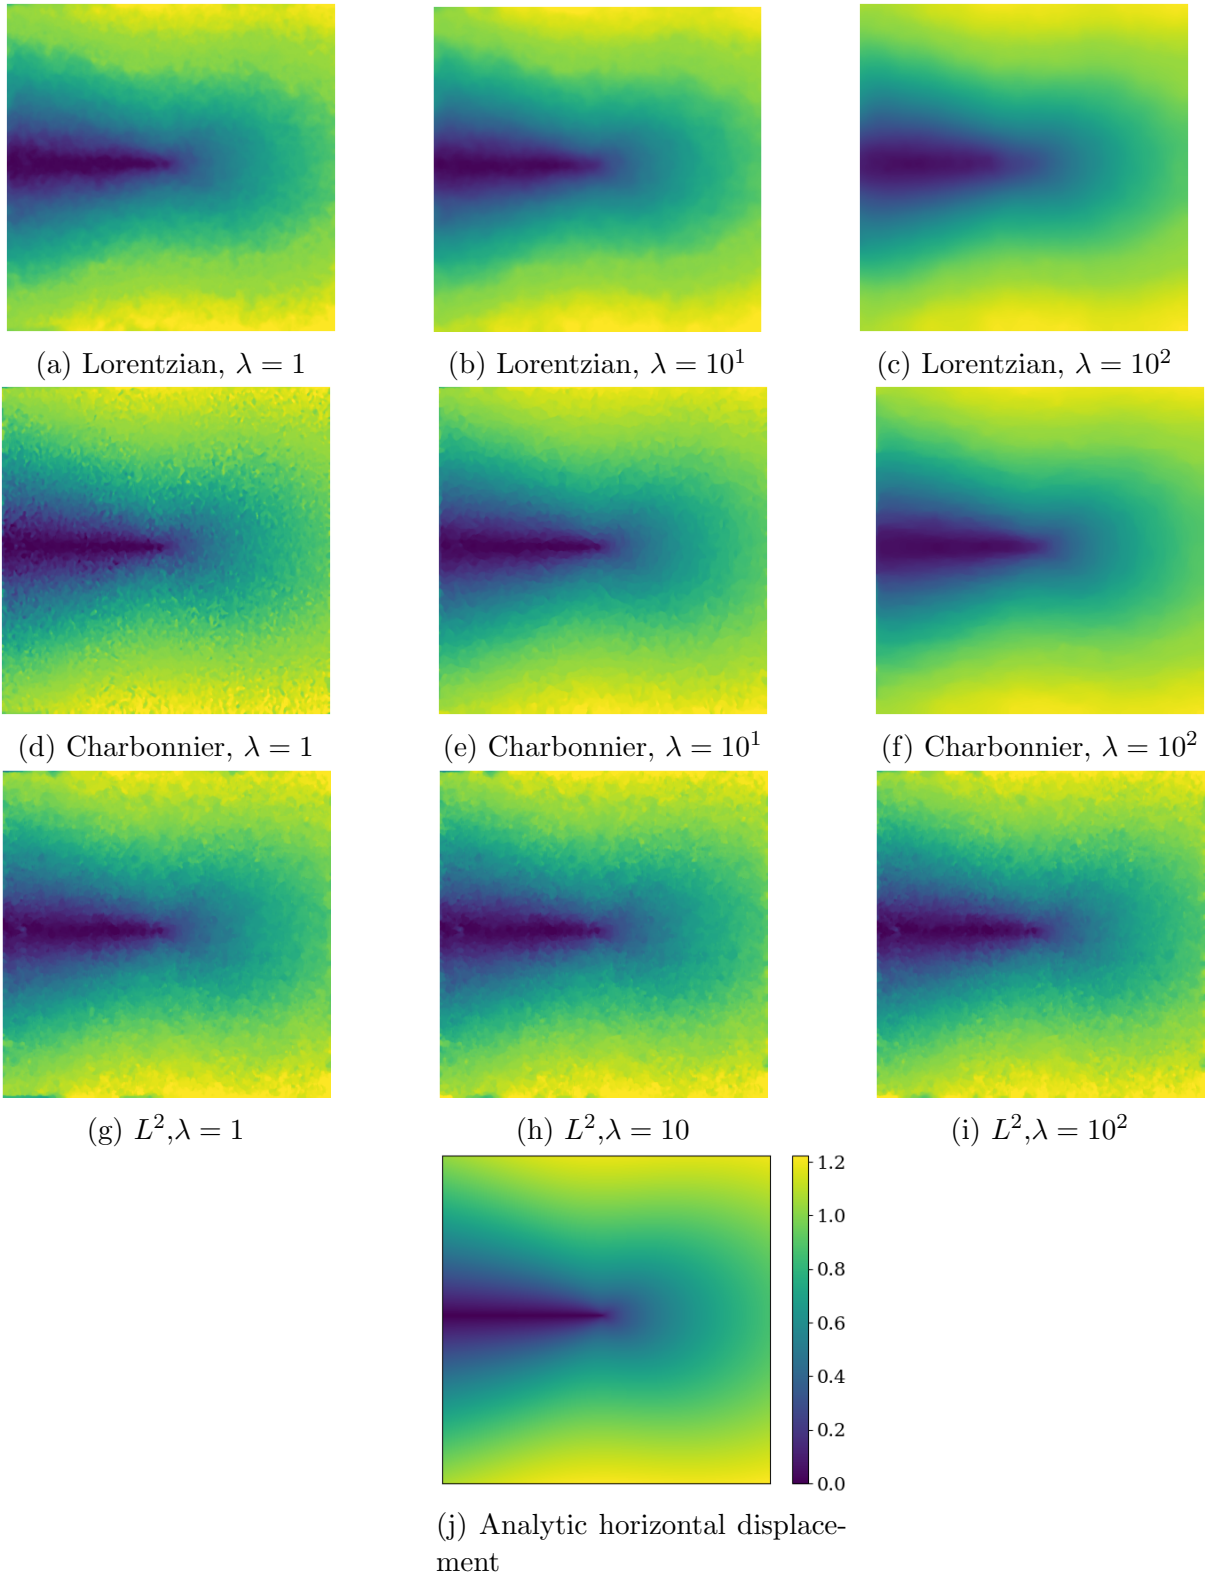 (a) Lorentzian, λ = 1
(b) Lorentzian, λ = 10¹
(c) Lorentzian, λ = 10²
(d) Charbonnier, λ = 1
(e) Charbonnier, λ = 10¹
(f) Charbonnier, λ = 10²
(g) L²,λ = 1
(h) L²,λ = 10
(i) L²,λ = 10²
1.2
1.0
0.8
0.6
0.4
0.2
0.0
(j) Analytic horizontal displace-
ment